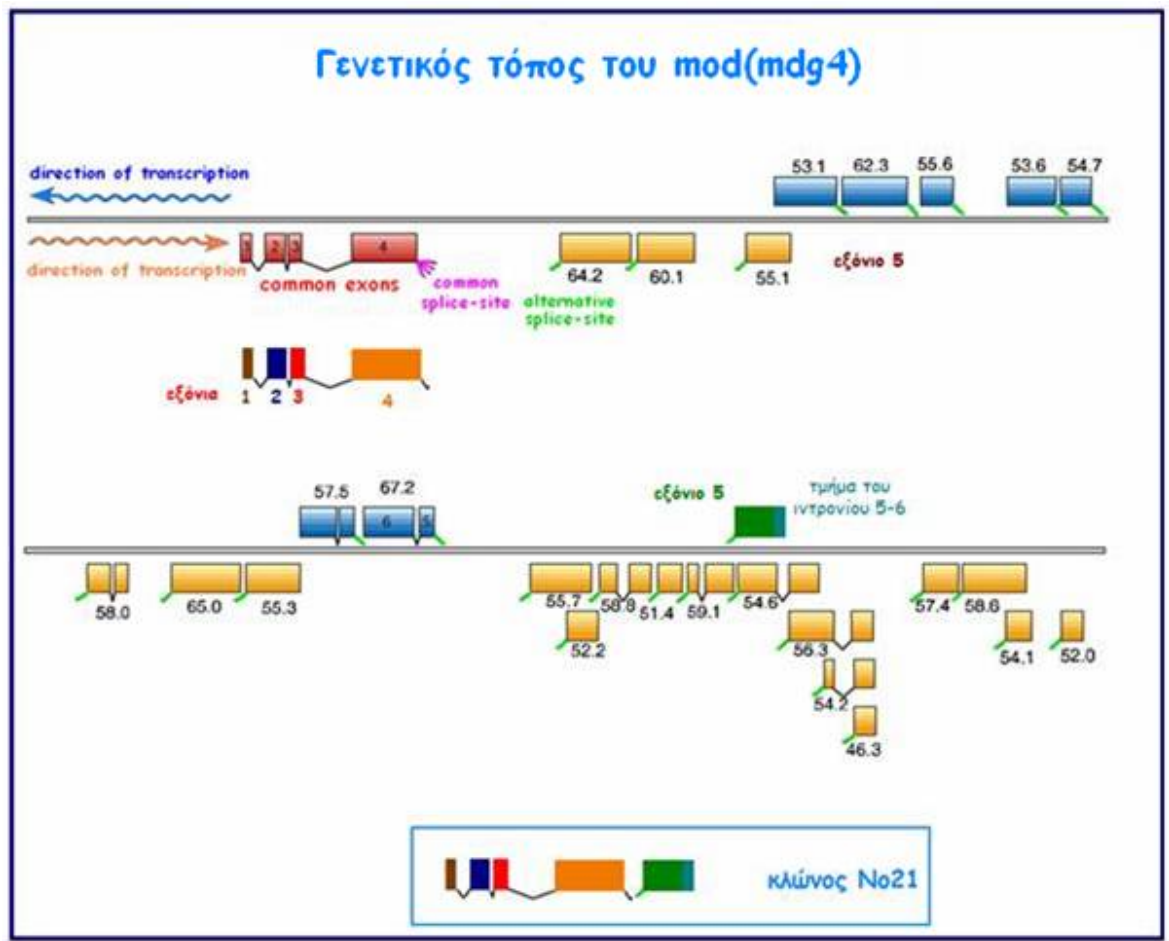 Γενετικός τόπος του mod(mdg4)
direction of transcription
53.1 62.3 55.6 53.6 54.7
direction of transcription
1 2 3 4
common exons
common
splice-site
alternative
splice-site
64.2 60.1 55.1
εξόνιο 5
εξόνια 1 2 3 4
57.5 67.2
6 5
εξόνιο 5
τμήμα του
ιντρονίου 5-6
58.0 65.0 55.3 55.7 58.8 51.4 59.1 54.6 57.4 58.6
52.2 56.3 54.1 52.0
54.2
46.3
κλώνος Νο21